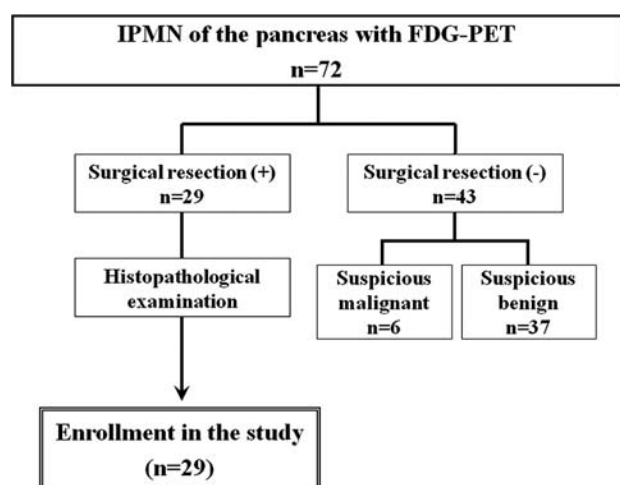 IPMN of the pancreas with FDG-PET
n=72
Surgical resection (+)
n=29
Surgical resection (-)
n=43
Histopathological
examination
Suspicious
malignant
n=6
Suspicious
benign
n=37
Enrollment in the study
(n=29)